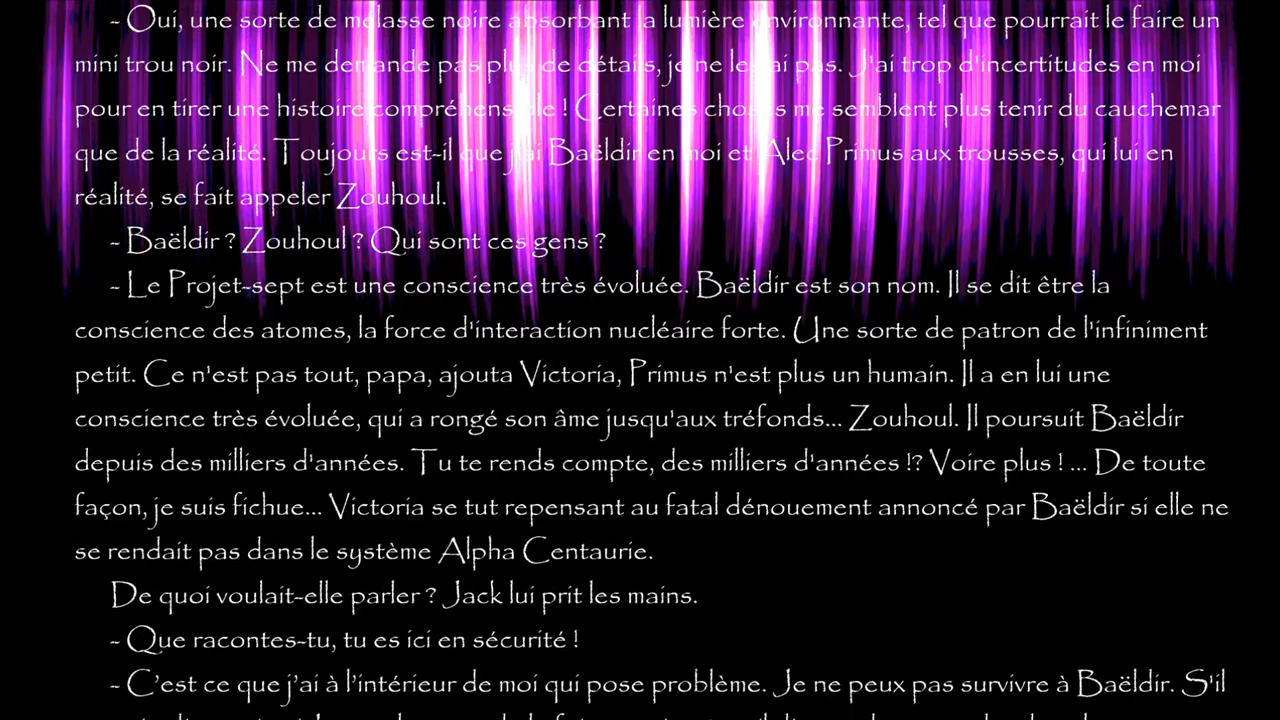 - Oui, une sorte de mélasse noire absorbant la lumière environnante, tel que pourrait le faire un
mini trou noir. Ne me demande pas plus de détails, je ne les ai pas. J'ai trop d'incertitudes en moi
pour en tirer une histoire compréhensible ! Certaines choses me semblent plus tenir du cauchemar
que de la réalité. Toujours est-il que j'ai Baëldir en moi et Alec Primus aux trousses, qui lui en
réalité, se fait appeler Zouhoul.
- Baëldir ? Zouhoul ? Qui sont ces gens ?
- Le Projet-sept est une conscience très évoluée. Baëldir est son nom. Il se dit être la
conscience des atomes, la force d'interaction nucléaire forte. Une sorte de patron de l'infiniment
petit. Ce n'est pas tout, papa, ajouta Victoria, Primus n'est plus un humain. Il a en lui une
conscience très évoluée, qui a rongé son âme jusqu'aux tréfonds... Zouhoul. Il poursuit Baëldir
depuis des milliers d'années. Tu te rends compte, des milliers d'années !? Voire plus ! ... De toute
façon, je suis fichue... Victoria se tut repensant au fatal dénouement annoncé par Baëldir si elle ne
se rendait pas dans le système Alpha Centaurie.
De quoi voulait-elle parler ? Jack lui prit les mains.
- Que racontes-tu, tu es ici en sécurité !
- C'est ce que j'ai à l'intérieur de moi qui pose problème. Je ne peux pas survivre à Baëldir. S'il